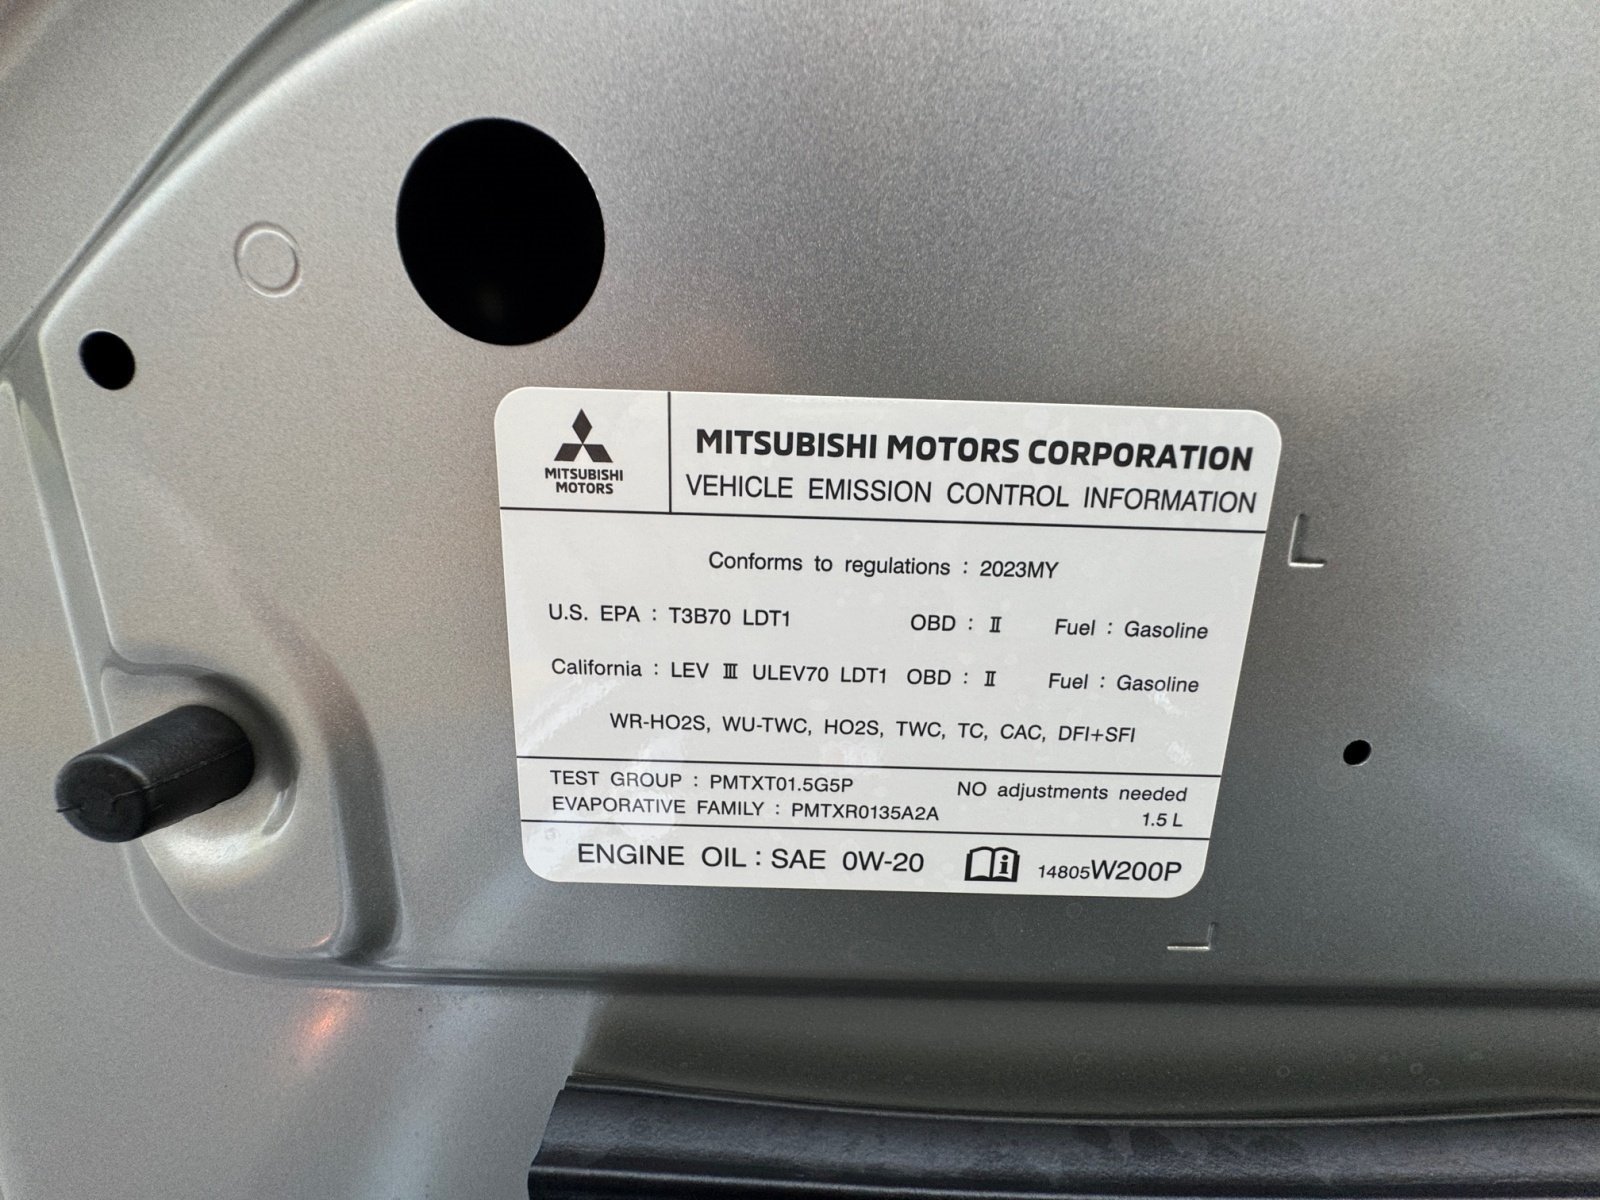 MITSUBISHI
MOTORS
MITSUBISHI MOTORS CORPORATION
VEHICLE EMISSION CONTROL INFORMATION
Conforms to regulations : 2023MY
U.S. EPA : T3B70 LDT1 OBD : Ⅱ Fuel : Gasoline
California : LEV Ⅲ ULEV70 LDT1 OBD : Ⅱ Fuel : Gasoline
WR-HO2S, WU-TWC, HO2S, TWC, TC, CAC, DFI+SFI
TEST GROUP : PMTXT01.5G5P NO adjustments needed
EVAPORATIVE FAMILY : PMTXR0135A2A 1.5 L
ENGINE OIL : SAE 0W-20 i 14805W200P